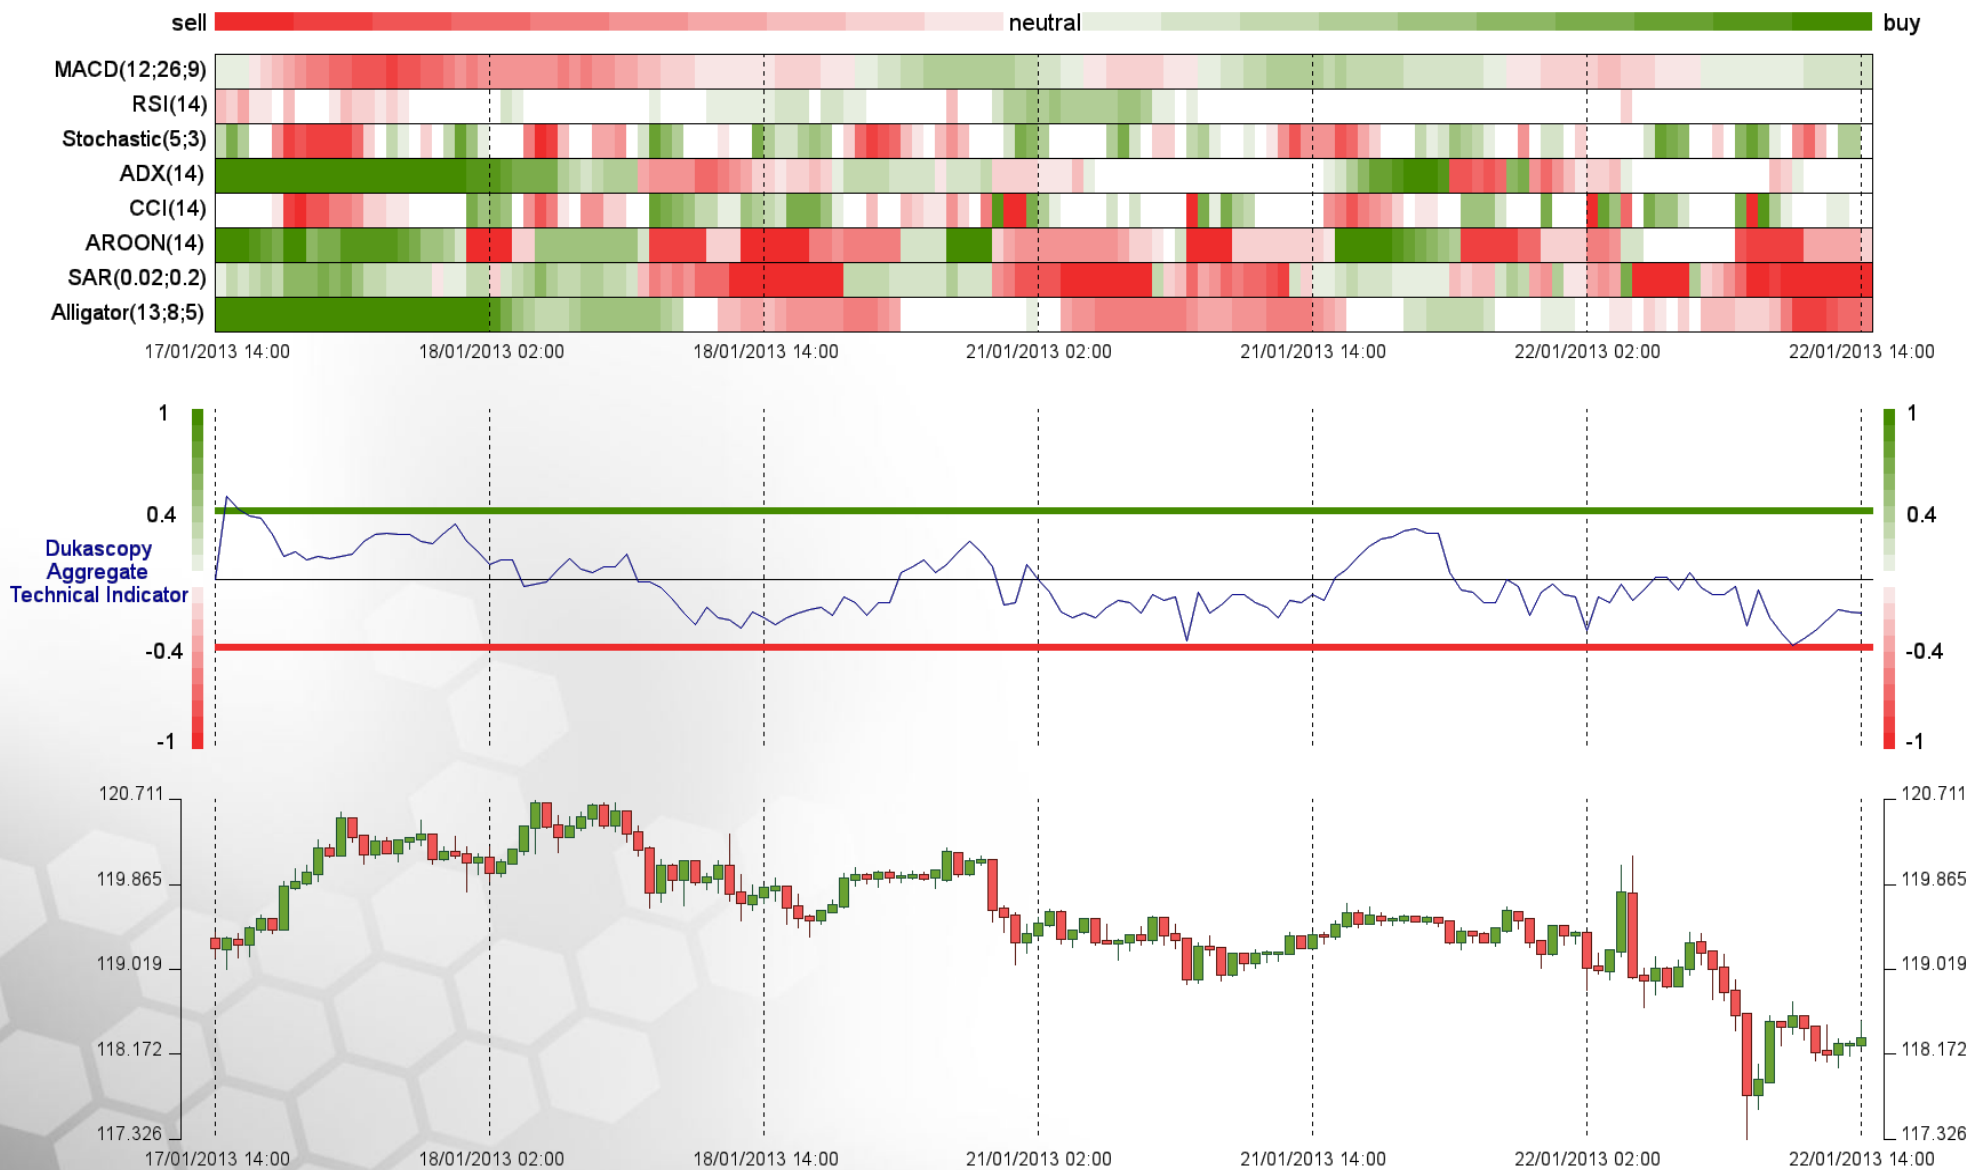 sell neutral buy
MACD(12;26;9)
RSI(14)
Stochastic(5;3)
ADX(14)
CCI(14)
AROON(14)
SAR(0.02;0.2)
Alligator(13;8;5)
17/01/2013 14:00 18/01/2013 02:00 18/01/2013 14:00 21/01/2013 02:00 21/01/2013 14:00 22/01/2013 02:00 22/01/2013 14:00
1 1
0.4 0.4
Dukascopy
Aggregate
Technical Indicator
-0.4 -0.4
-1 -1
120.711 120.711
119.865 119.865
119.019 119.019
118.172 118.172
117.326 117.326
17/01/2013 14:00 18/01/2013 02:00 18/01/2013 14:00 21/01/2013 02:00 21/01/2013 14:00 22/01/2013 02:00 22/01/2013 14:00